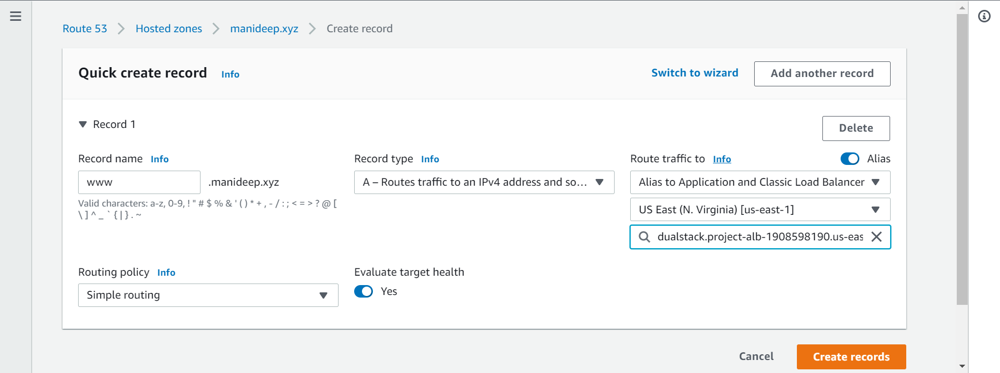 Route 53 > Hosted zones > manideep.xyz > Create record
Quick create record Info
Switch to wizard
Add another record
Record 1
Delete
Record name Info
www
.manideep.xyz
Valid characters: a-z, 0-9, ! " # $ % & ' ( ) * + , - / : ; < = > ? @ [
\ ] ^ _ ` { | } . ~
Record type Info
A – Routes traffic to an IPv4 address and so...
Route traffic to Info
Alias
Alias to Application and Classic Load Balancer
US East (N. Virginia) [us-east-1]
dualstack.project-alb-1908598190.us-eas
Routing policy Info
Simple routing
Evaluate target health
Yes
Cancel
Create records